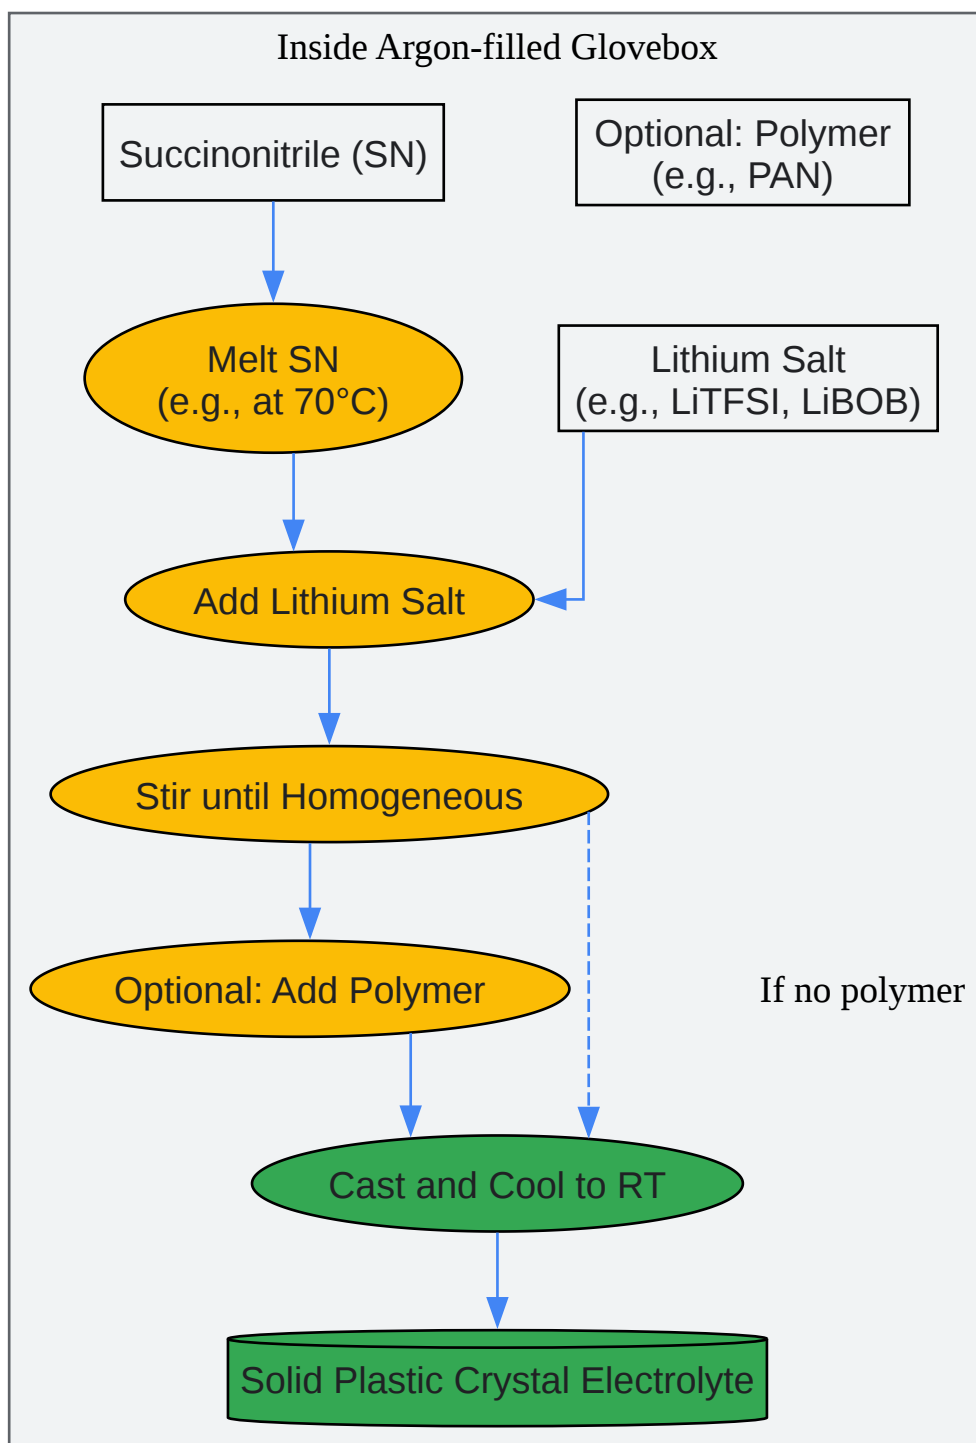 Inside Argon-filled Glovebox
Succinonitrile (SN)
Optional: Polymer
(e.g., PAN)
Melt SN
(e.g., at 70°C)
Lithium Salt
(e.g., LiTFSI, LiBOB)
Add Lithium Salt
Stir until Homogeneous
Optional: Add Polymer
If no polymer
Cast and Cool to RT
Solid Plastic Crystal Electrolyte